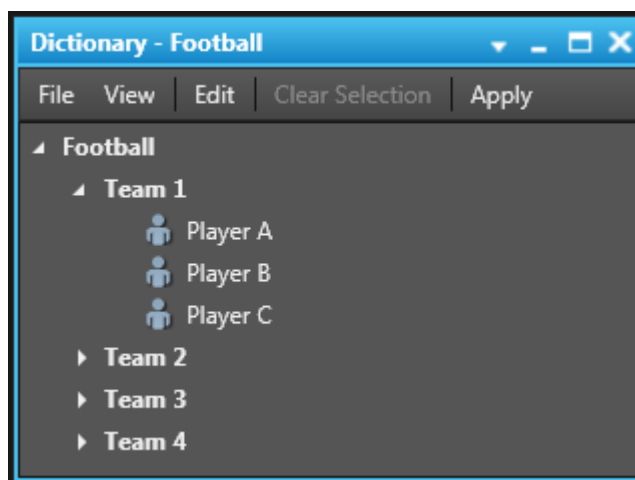 Dictionary - Football
File View Edit Clear Selection Apply
Football
Team 1
Player A
Player B
Player C
Team 2
Team 3
Team 4